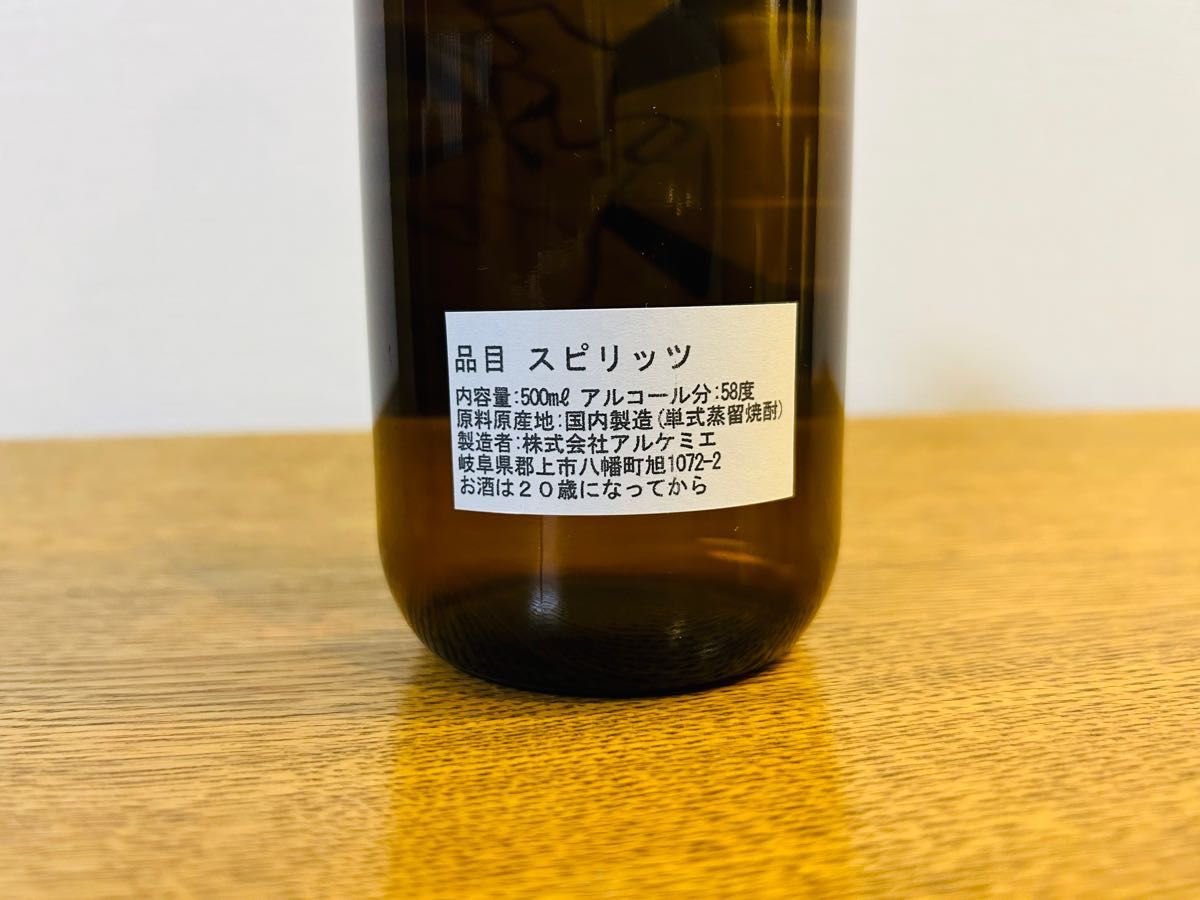 品目 スピリッツ
内容量:500mℓ アルコール分:58度
原料原産地:国内製造(単式蒸留焼酎)
製造者:株式会社アルケミエ
岐阜県郡上市八幡町旭1072-2
お酒は２０歳になってから